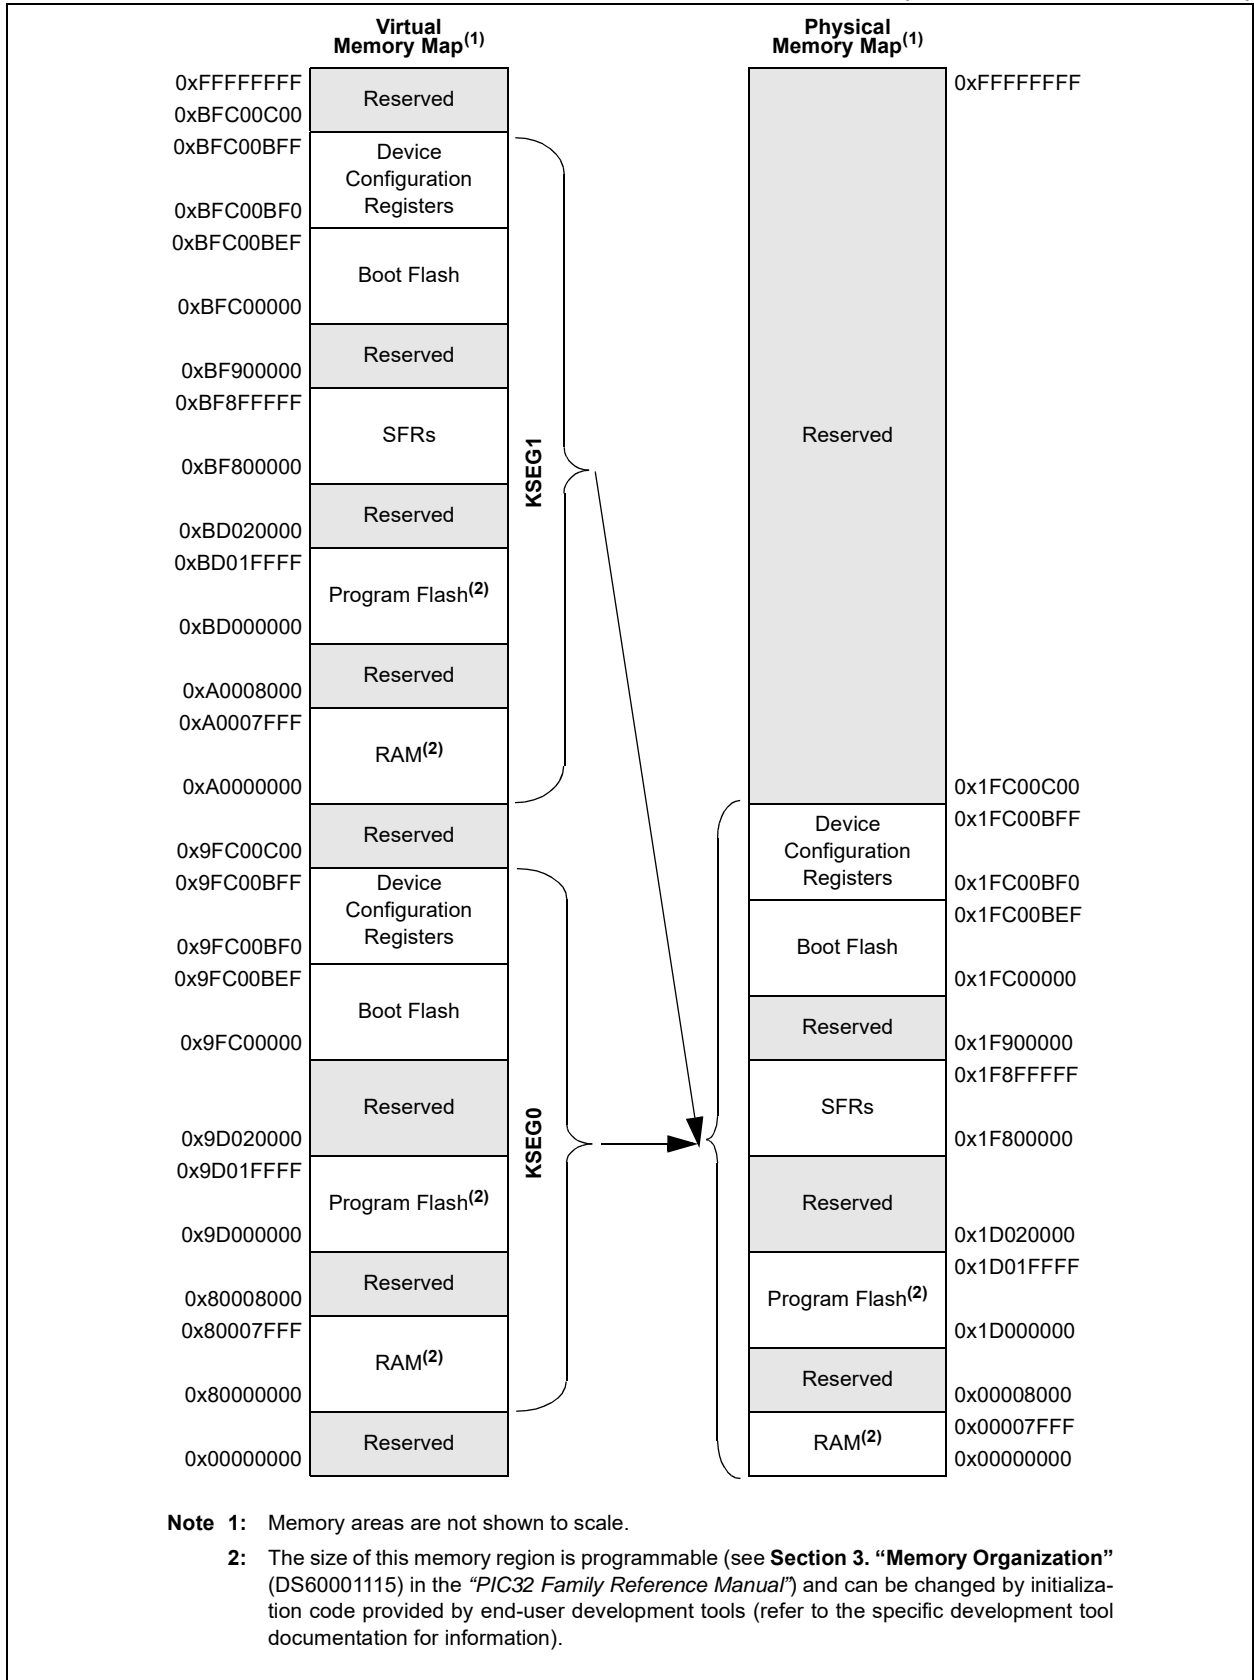 Virtual
Memory Map(1)
Physical
Memory Map(1)
0xFFFFFFFF
Reserved
0xBFC00C00
0xBFC00BFF
Device
Configuration
Registers
0xBFC00BF0
0xBFC00BEF
Boot Flash
0xBFC00000
Reserved
0xBF900000
0xBF8FFFFF
SFRs
0xBF800000
Reserved
0xBD020000
0xBD01FFFF
Program Flash(2)
0xBD000000
Reserved
0xA0008000
0xA0007FFF
RAM(2)
0xA0000000
KSEG1
Reserved
0x9FC00C00
0x9FC00BFF
Device
Configuration
Registers
0x9FC00BF0
0x9FC00BEF
Boot Flash
0x9FC00000
Reserved
0x9D020000
0x9D01FFFF
Program Flash(2)
0x9D000000
Reserved
0x80008000
0x80007FFF
RAM(2)
0x80000000
KSEG0
Reserved
0x00000000
0xFFFFFFFF
Reserved
0x1FC00C00
0x1FC00BFF
Device
Configuration
Registers
0x1FC00BF0
0x1FC00BEF
Boot Flash
0x1FC00000
Reserved
0x1F900000
0x1F8FFFFF
SFRs
0x1F800000
Reserved
0x1D020000
0x1D01FFFF
Program Flash(2)
0x1D000000
Reserved
0x00008000
0x00007FFF
RAM(2)
0x00000000
Note 1: Memory areas are not shown to scale.
2: The size of this memory region is programmable (see Section 3. “Memory Organization”
(DS60001115) in the “PIC32 Family Reference Manual”) and can be changed by initializa-
tion code provided by end-user development tools (refer to the specific development tool
documentation for information).